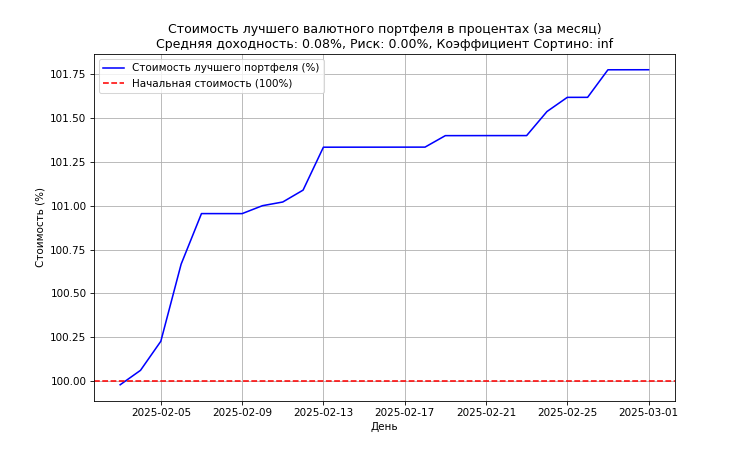 Стоимость лучшего валютного портфеля в процентах (за месяц)
Средняя доходность: 0.08%, Риск: 0.00%, Коэффициент Сортино: inf
Стоимость лучшего портфеля (%)
Начальная стоимость (100%)
Стоимость (%)
101.75
101.50
101.25
101.00
100.75
100.50
100.25
100.00
2025-02-05
2025-02-09
2025-02-13
2025-02-17
2025-02-21
2025-02-25
2025-03-01
День